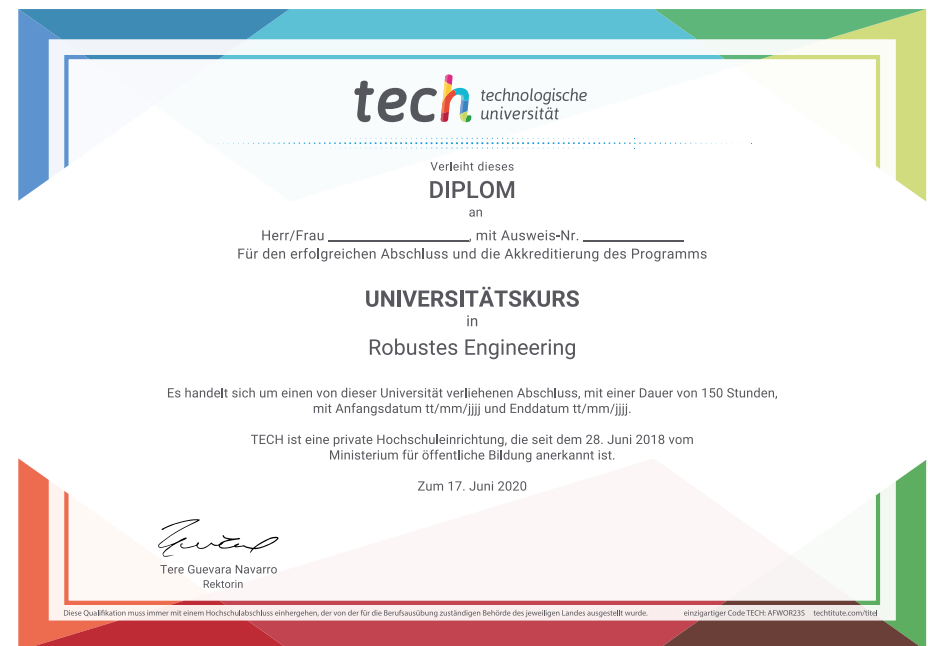 tech technologische
universität
Verleiht dieses
DIPLOM
an
Herr/Frau ____________________, mit Ausweis-Nr. ______________
Für den erfolgreichen Abschluss und die Akkreditierung des Programms
UNIVERSITÄTSKURS
in
Robustes Engineering
Es handelt sich um einen von dieser Universität verliehenen Abschluss, mit einer Dauer von 150 Stunden,
mit Anfangsdatum tt/mm/jjjj und Enddatum tt/mm/jjjj.
TECH ist eine private Hochschuleinrichtung, die seit dem 28. Juni 2018 vom
Ministerium für öffentliche Bildung anerkannt ist.
Zum 17. Juni 2020
Tere Guevara Navarro
Rektorin
Diese Qualifikation muss immer mit einem Hochschulabschluss einhergehen, der von der für die Berufsausübung zuständigen Behörde des jeweiligen Landes ausgestellt wurde. einzigartiger Code TECH: AFWOR235 techtitute.com/titel